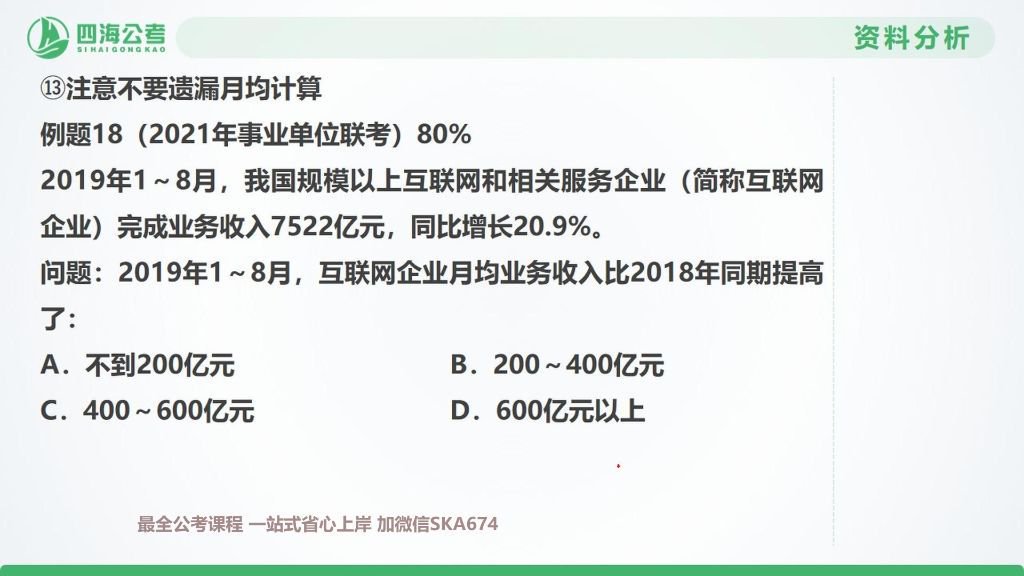 四海公考
SIHAIGONGKAO
资料分析
⑬注意不要遗漏月均计算
例题18（2021年事业单位联考）80%
2019年1～8月，我国规模以上互联网和相关服务企业（简称互联网
企业）完成业务收入7522亿元，同比增长20.9%。
问题：2019年1～8月，互联网企业月均业务收入比2018年同期提高
了：
A．不到200亿元 B．200～400亿元
C．400～600亿元 D．600亿元以上
最全公考课程 一站式省心上岸 加微信SKA674